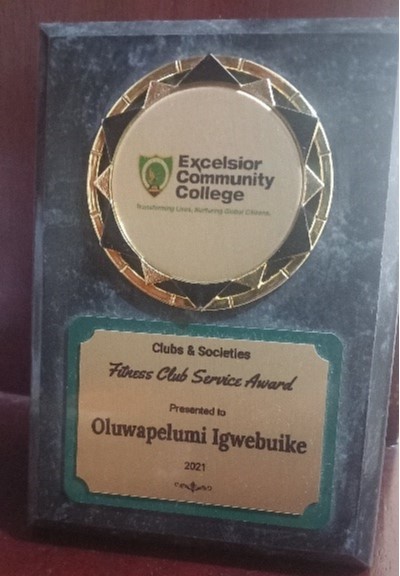 Excelsior
Community
College
Transforming Lives, Nurturing Global Citizens.
Clubs & Societies
Fitness Club Service Award
Presented to
Oluwapelumi Igwebuike
2021